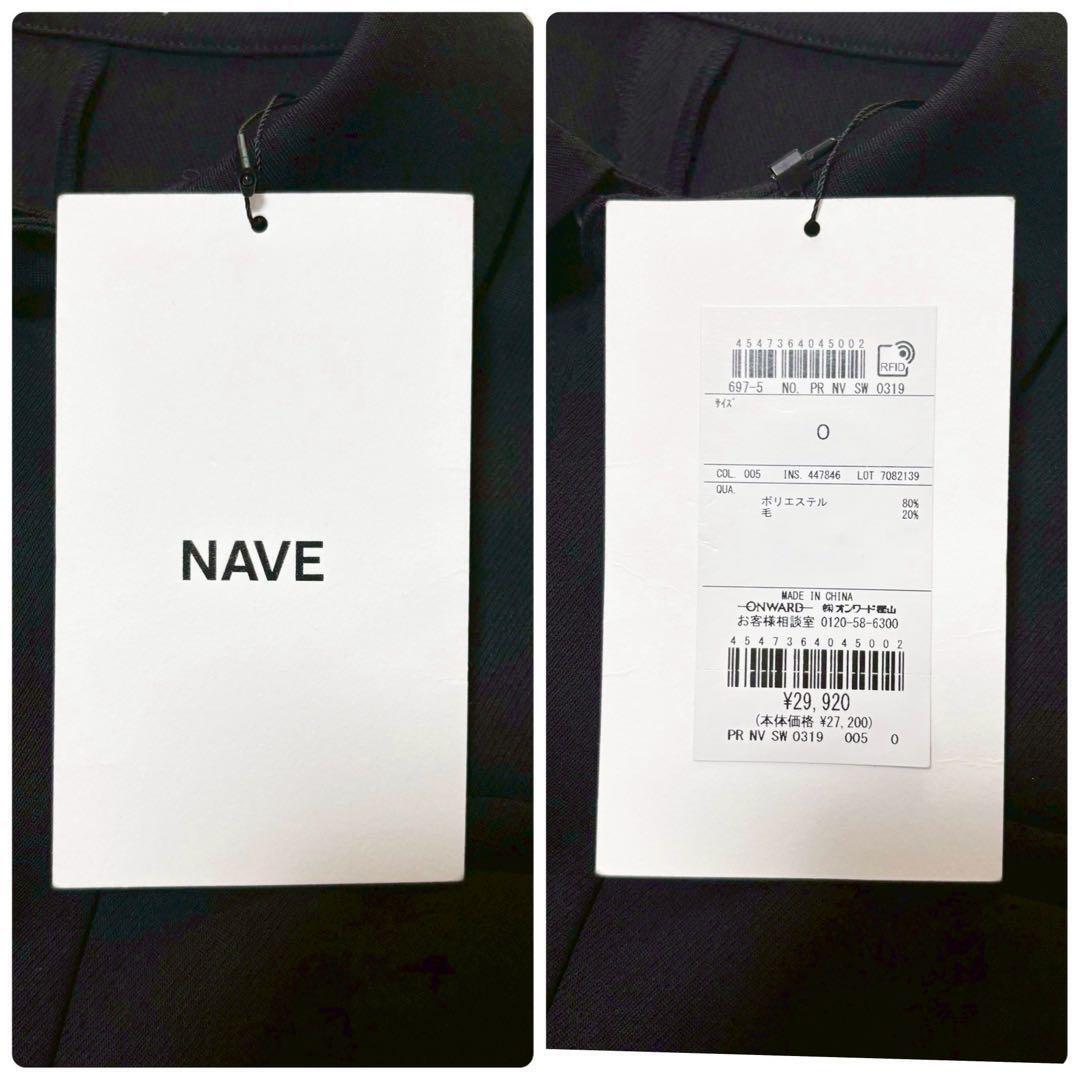 NAVE
4547364045002
RFID
697-5 NO. PR NV SW 0319
サイズ
0
COL. 005 INS. 447846 LOT 7082139
QUA.
ポリエステル 80%
毛 20%
MADE IN CHINA
ONWARD ㈱オンワード樫山
お客様相談室 0120-58-6300
4547364045002
¥29,920
(本体価格 ¥27,200)
PR NV SW 0319 005 0